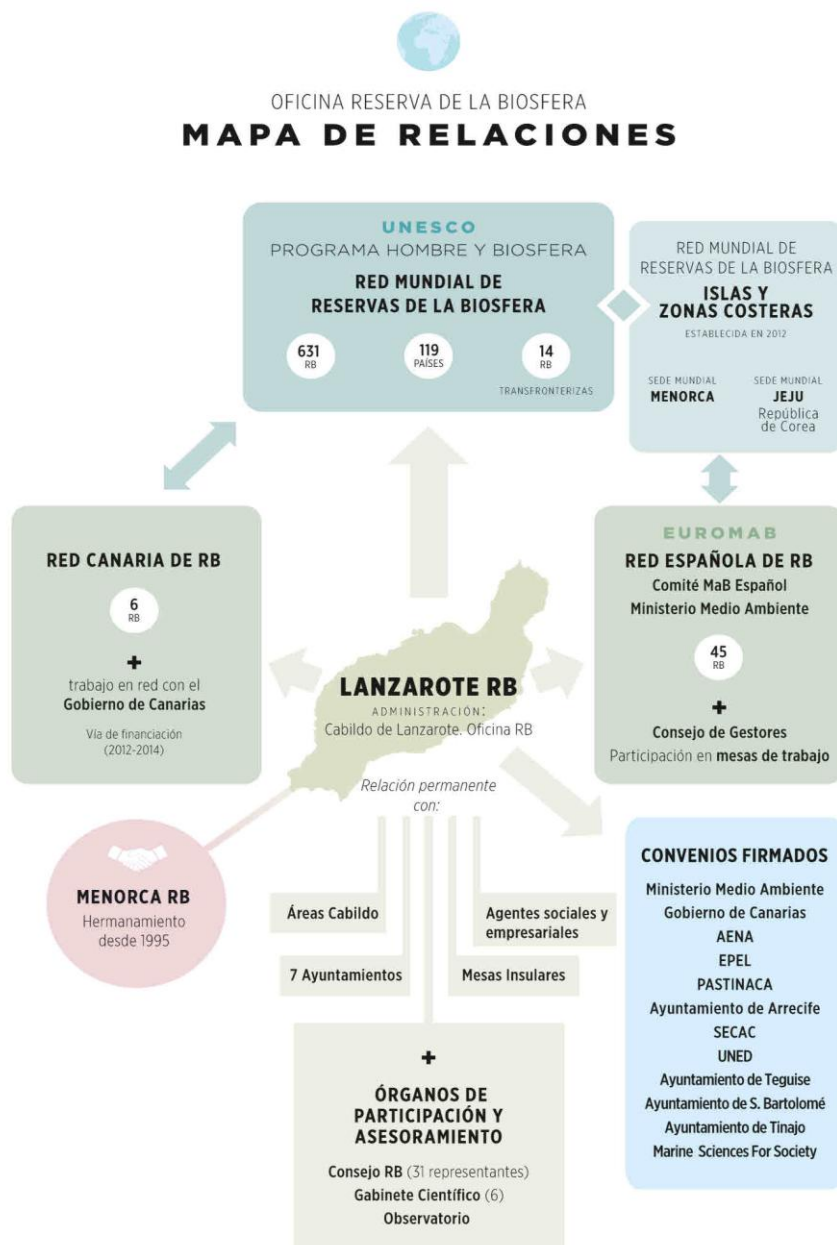 OFICINA RESERVA DE LA BIOSFERA
MAPA DE RELACIONES
UNESCO
PROGRAMA HOMBRE Y BIOSFERA
RED MUNDIAL DE
RESERVAS DE LA BIOSFERA
631
RB
119
PAÍSES
14
RB
TRANSFRONTERIZAS
RED MUNDIAL DE
RESERVAS DE LA BIOSFERA
ISLAS Y
ZONAS COSTERAS
ESTABLECIDA EN 2012
SEDE MUNDIAL
MENORCA
SEDE MUNDIAL
JEJU
República
de Corea
RED CANARIA DE RB
6
RB
+
trabajo en red con el
Gobierno de Canarias
Vía de financiación
(2012-2014)
EUROMAB
RED ESPAÑOLA DE RB
Comité MaB Español
Ministerio Medio Ambiente
45
RB
+
Consejo de Gestores
Participación en mesas de trabajo
LANZAROTE RB
ADMINISTRACIÓN:
Cabildo de Lanzarote. Oficina RB
Relación permanente
con:
MENORCA RB
Hermanamiento
desde 1995
Áreas Cabildo
7 Ayuntamientos
Agentes sociales y
empresariales
Mesas Insulares
+
ÓRGANOS DE
PARTICIPACIÓN Y
ASESORAMIENTO
Consejo RB (31 representantes)
Gabinete Científico (6)
Observatorio
CONVENIOS FIRMADOS
Ministerio Medio Ambiente
Gobierno de Canarias
AENA
EPEL
PASTINACA
Ayuntamiento de Arrecife
SECAC
UNED
Ayuntamiento de Teguise
Ayuntamiento de S. Bartolomé
Ayuntamiento de Tinajo
Marine Sciences For Society